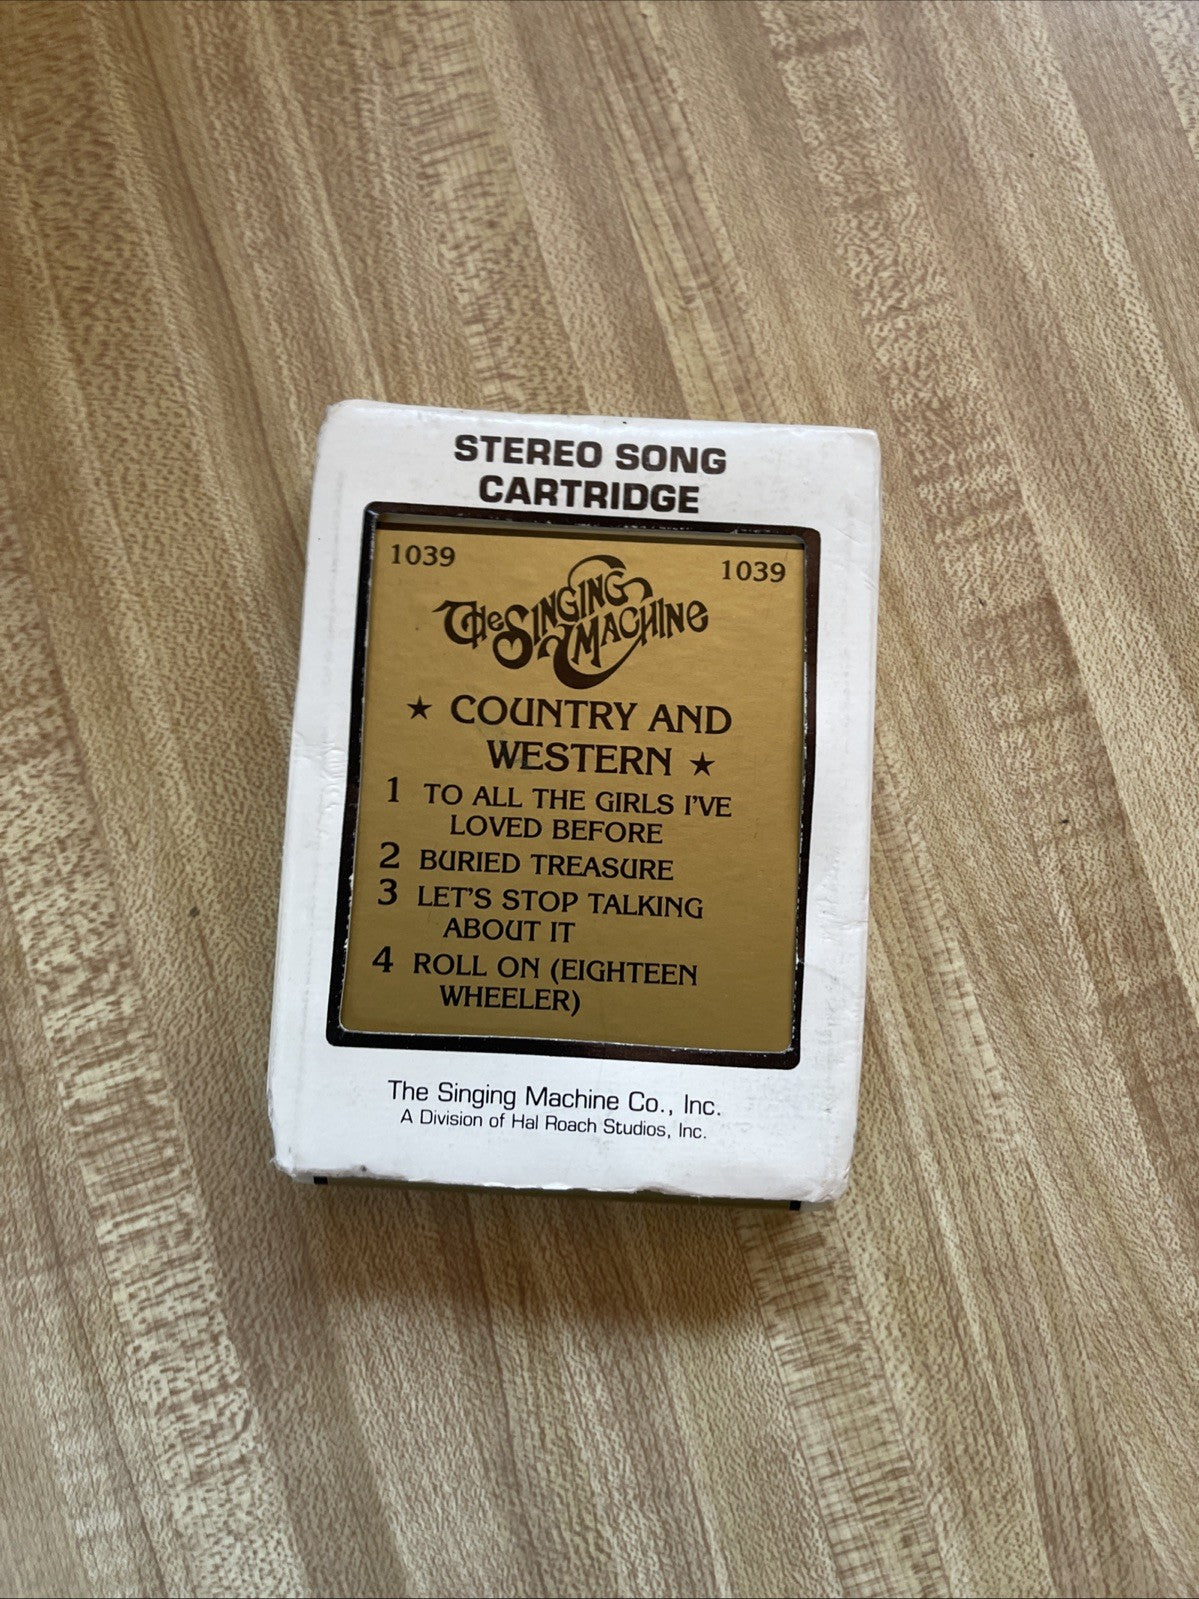 STEREO SONG
CARTRIDGE
1039 1039
The Singing
Machine
★ COUNTRY AND
WESTERN ★
1 TO ALL THE GIRLS I'VE
LOVED BEFORE
2 BURIED TREASURE
3 LET'S STOP TALKING
ABOUT IT
4 ROLL ON (EIGHTEEN
WHEELER)
The Singing Machine Co., Inc.
A Division of Hal Roach Studios, Inc.